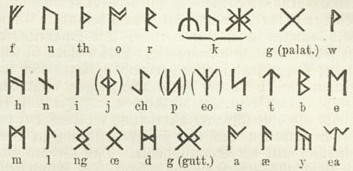 ᚠ ᚢ ᚦ ᚩ ᚱ ᛣ ᚳ ᛤ ᚷ ᚹ
f u th o r k g (palat.) w
ᚻ ᚾ ᛁ (ᛄ) ᛇ (ᛈ) (ᛉ) ᛋ ᛏ ᛒ ᛖ
h n i j ch p eo s t b e
ᛗ ᛚ ᛝ ᛟ ᛞ ᚸ ᚪ ᚫ ᚣ ᛠ
m l ng œ d g (gutt.) a æ y ea